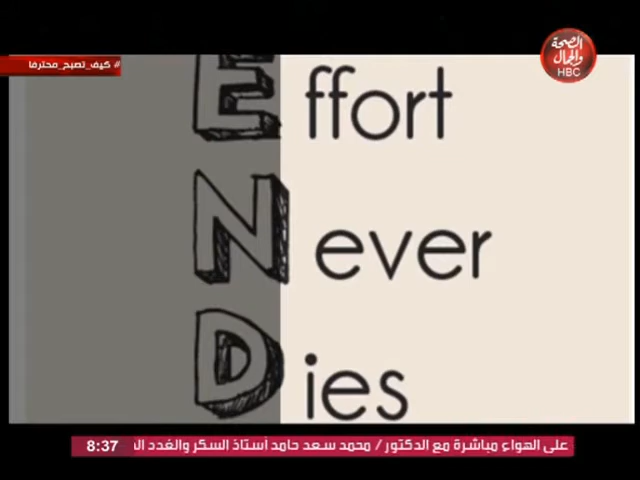 الصحة
والجمال
HBC
# كيف_تصبح_محترفا
Effort
Never
Dies
على الهواء مباشرة مع الدكتور / محمد سعد حامد أستاذ السكر والغدد
8:37